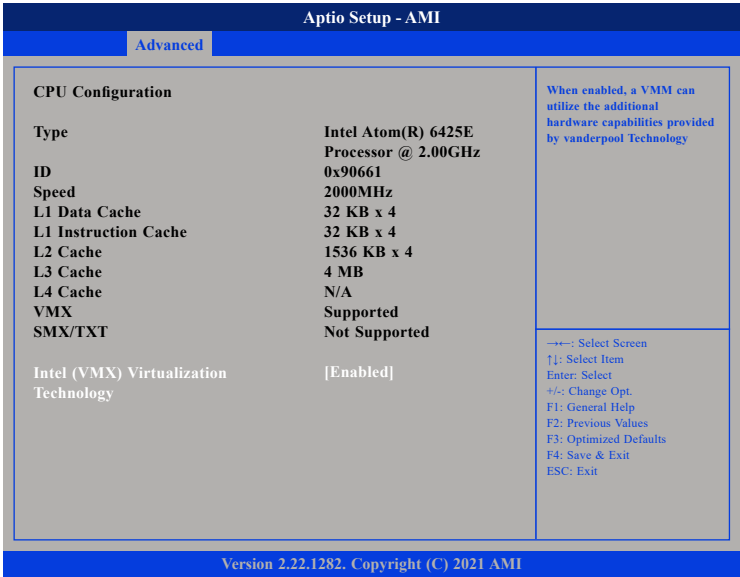 Aptio Setup - AMI
Advanced
CPU Configuration
Type Intel Atom(R) 6425E
Processor @ 2.00GHz
ID 0x90661
Speed 2000MHz
L1 Data Cache 32 KB x 4
L1 Instruction Cache 32 KB x 4
L2 Cache 1536 KB x 4
L3 Cache 4 MB
L4 Cache N/A
VMX Supported
SMX/TXT Not Supported
Intel (VMX) Virtualization [Enabled]
Technology
When enabled, a VMM can
utilize the additional
hardware capabilities provided
by vanderpool Technology
→←: Select Screen
↑↓: Select Item
Enter: Select
+/-: Change Opt.
F1: General Help
F2: Previous Values
F3: Optimized Defaults
F4: Save & Exit
ESC: Exit
Version 2.22.1282. Copyright (C) 2021 AMI